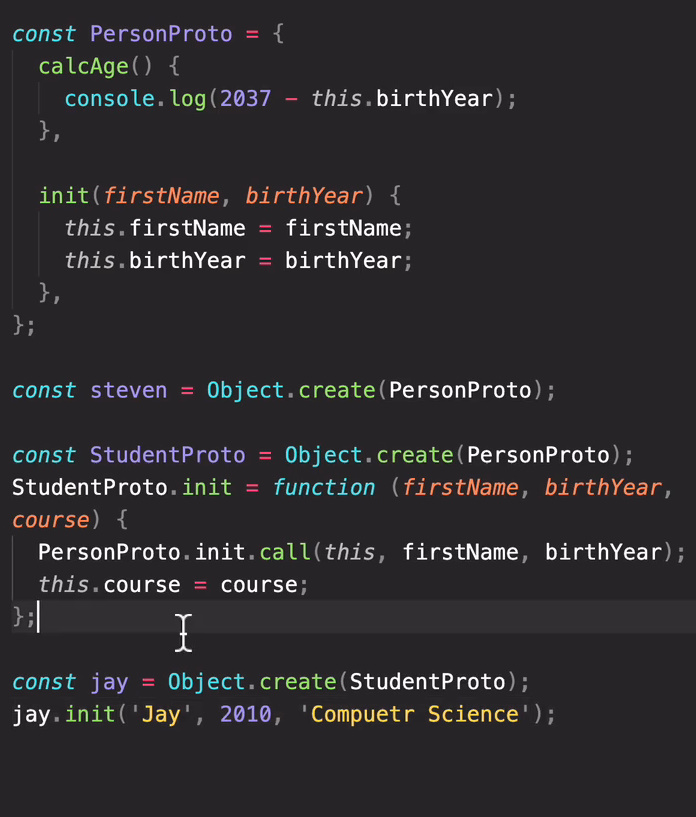 const PersonProto = {
  calcAge() {
    console.log(2037 - this.birthYear);
  },

  init(firstName, birthYear) {
    this.firstName = firstName;
    this.birthYear = birthYear;
  },
};

const steven = Object.create(PersonProto);

const StudentProto = Object.create(PersonProto);
StudentProto.init = function (firstName, birthYear,
course) {
  PersonProto.init.call(this, firstName, birthYear);
  this.course = course;
};

const jay = Object.create(StudentProto);
jay.init('Jay', 2010, 'Compuetr Science');